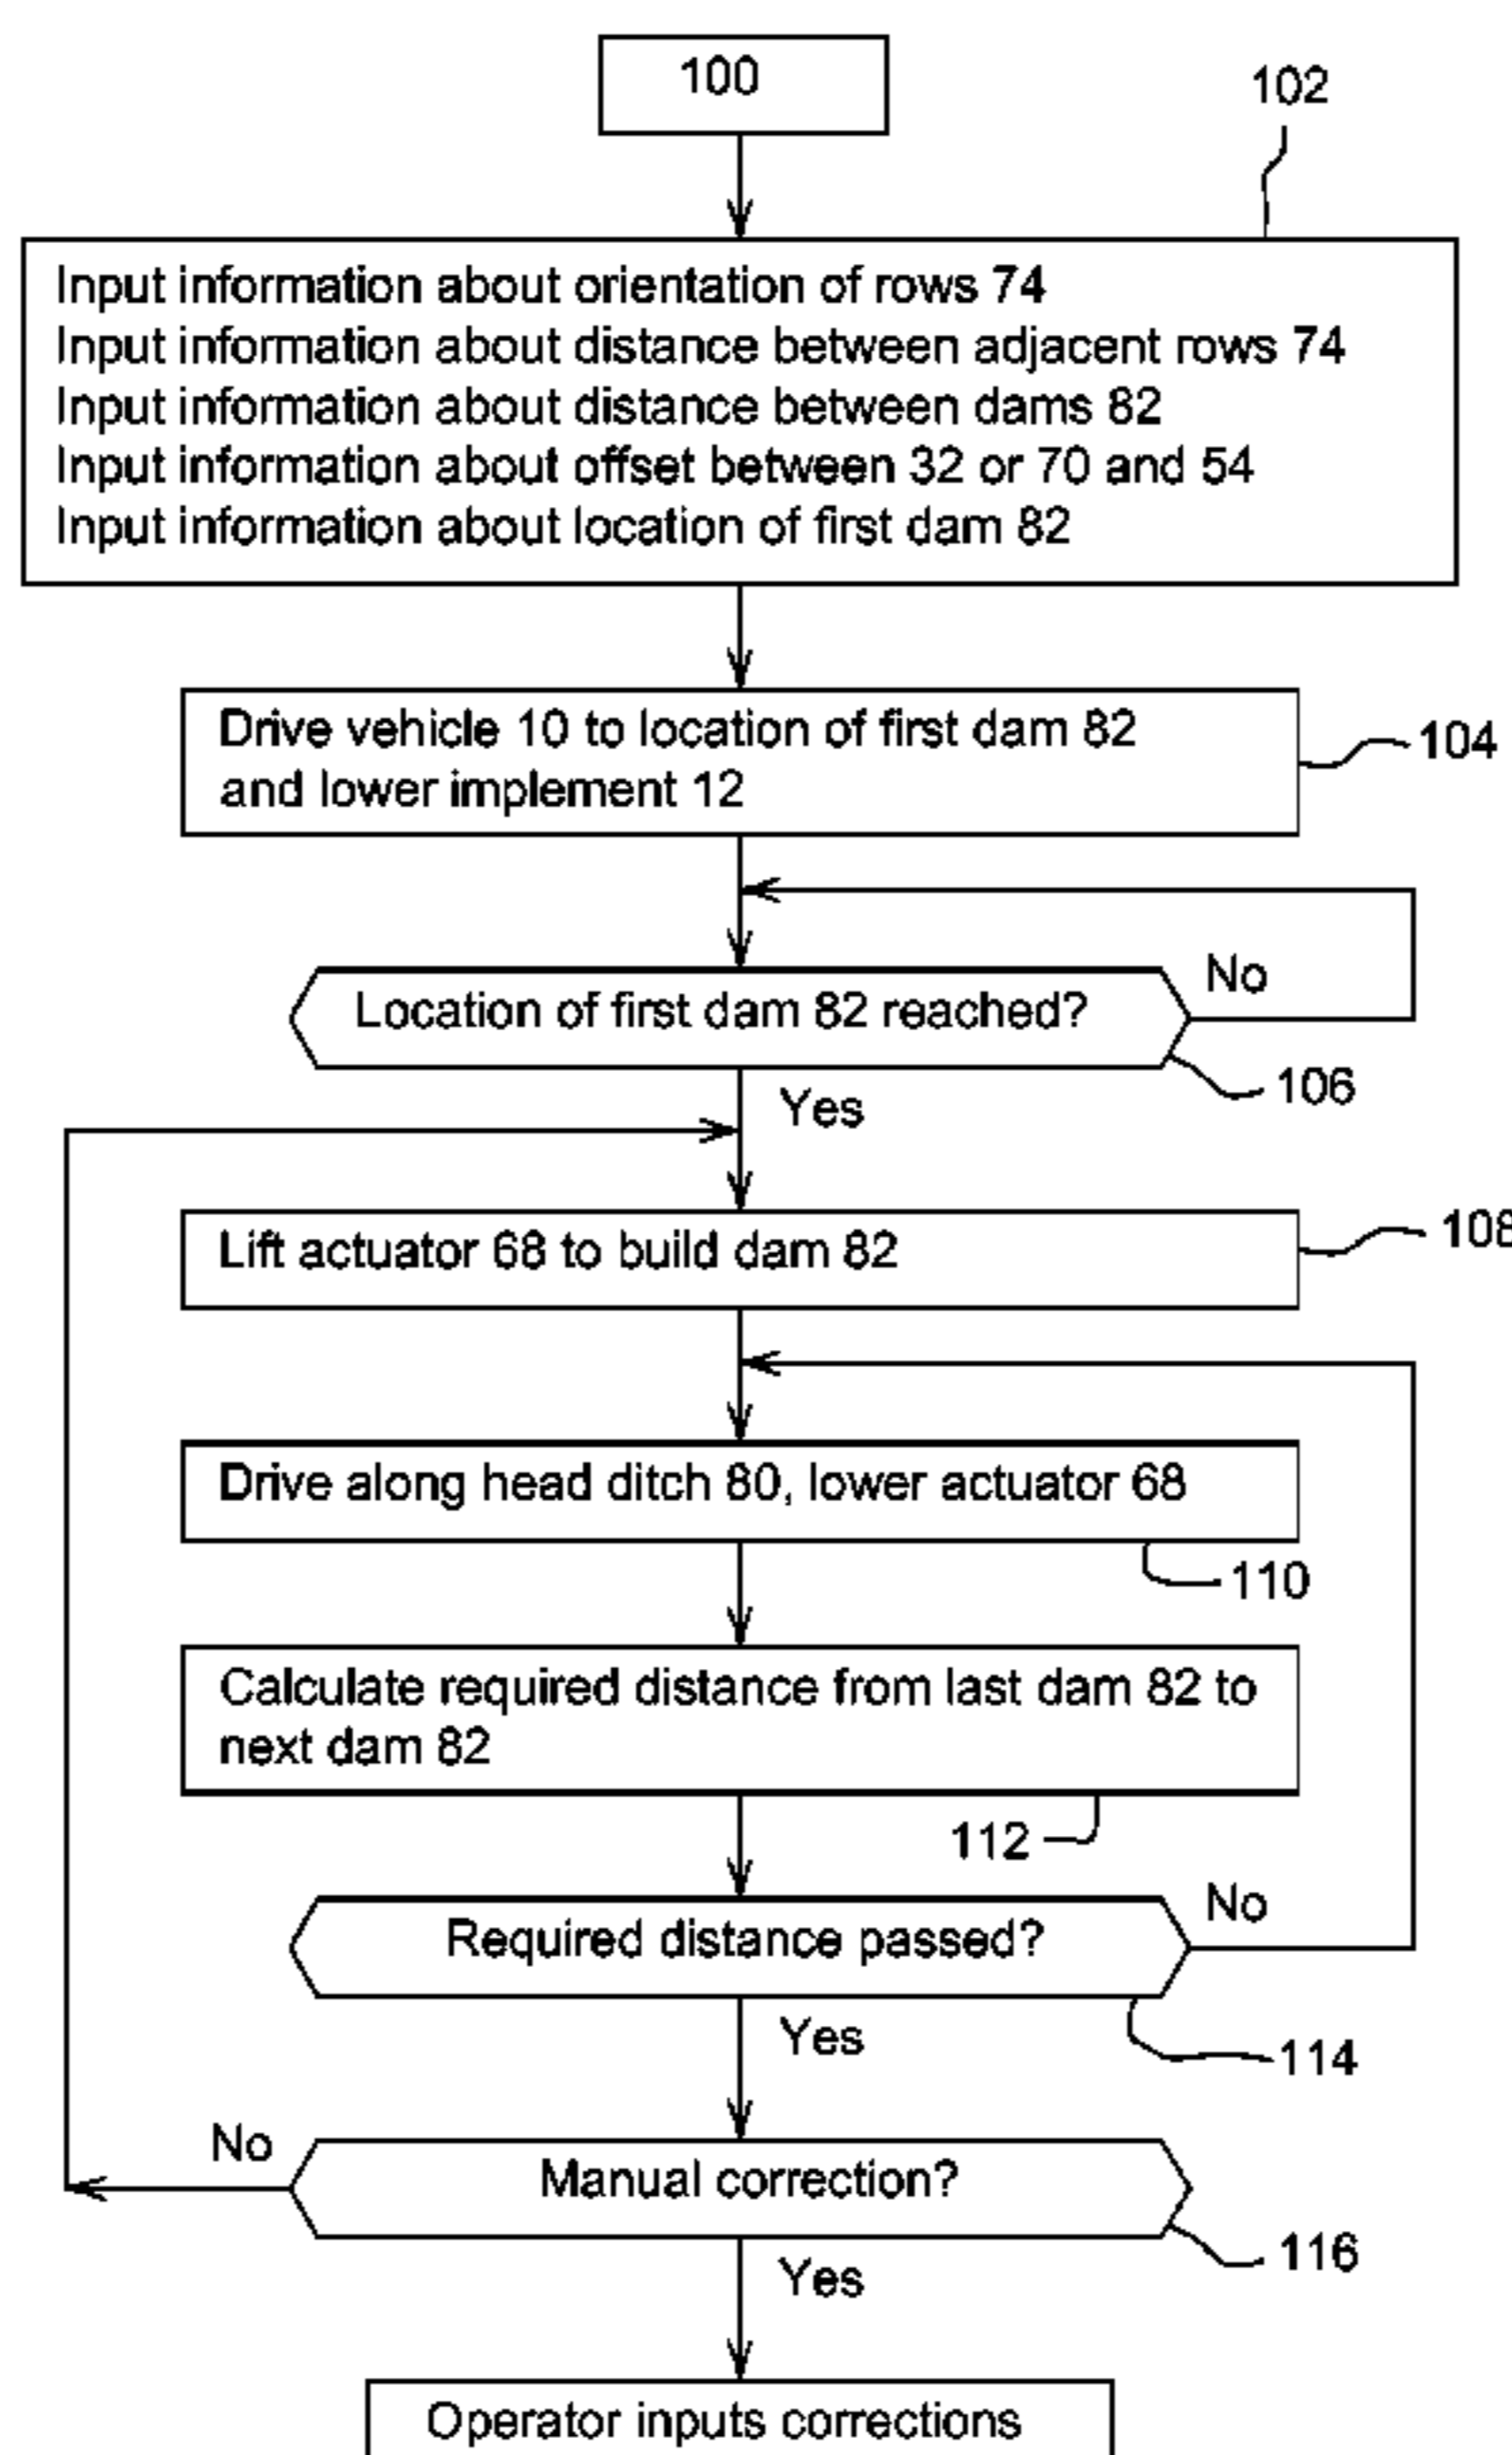 100
102
Input information about orientation of rows 74
Input information about distance between adjacent rows 74
Input information about distance between dams 82
Input information about offset between 32 or 70 and 54
Input information about location of first dam 82
Drive vehicle 10 to location of first dam 82
and lower implement 12
104
No
Location of first dam 82 reached?
106
Yes
Lift actuator 68 to build dam 82
108
Drive along head ditch 80, lower actuator 68
110
Calculate required distance from last dam 82 to
next dam 82
112
No
Required distance passed?
Yes
114
No
Manual correction?
116
Yes
Operator inputs corrections